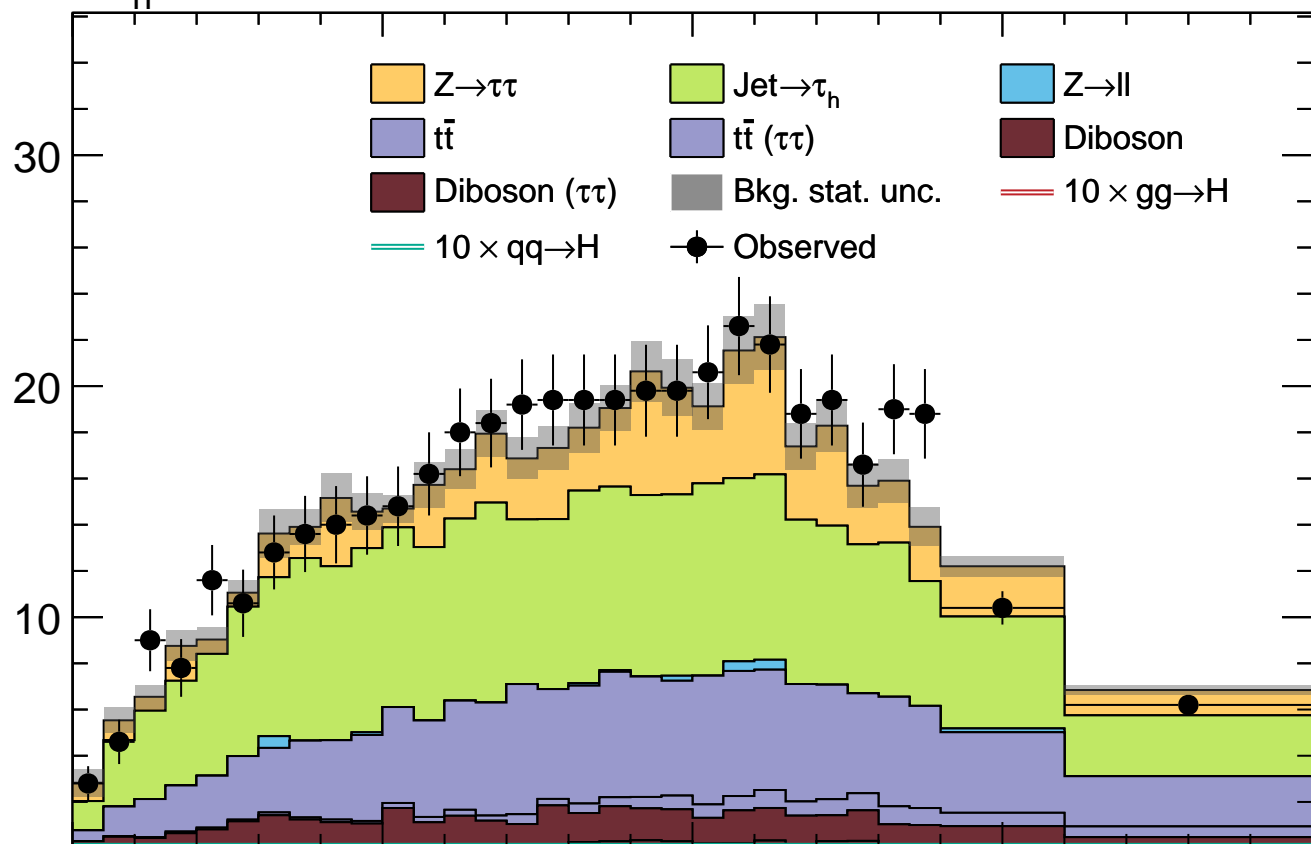 H
Z→ττ Jet→τh Z→ll
tt̄ tt̄ (ττ) Diboson
Diboson (ττ) Bkg. stat. unc. 10 × gg→H
10 × qq→H Observed
30
20
10